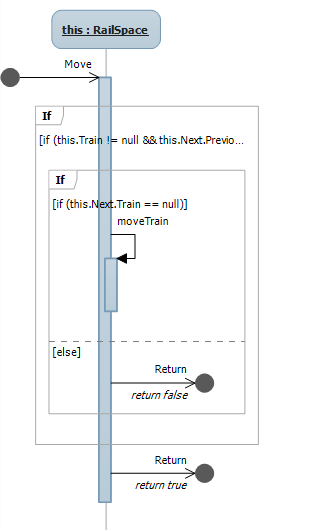 this : RailSpace
Move
If
[if (this.Train != null && this.Next.Previo...
If
[if (this.Next.Train == null)]
moveTrain
[else]
Return
return false
Return
return true